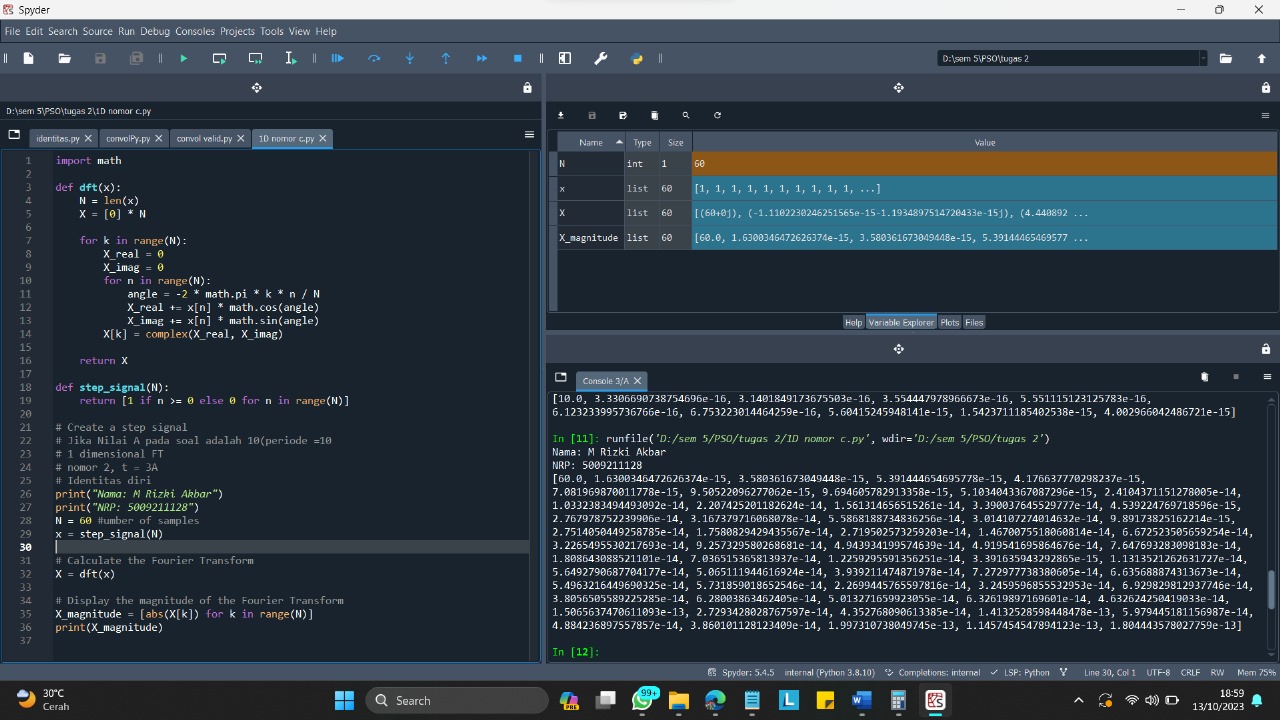 Spyder
File Edit Search Source Run Debug Consoles Projects Tools View Help
D:\sem 5\PSO\tugas 2
D:\sem 5\PSO\tugas 2\1D nomor c.py
identitas.py convolPy.py convol valid.py 1D nomor c.py
1 import math
2
3 def dft(x):
4 N = len(x)
5 X = [0] * N
6
7 for k in range(N):
8 X_real = 0
9 X_imag = 0
10 for n in range(N):
11 angle = -2 * math.pi * k * n / N
12 X_real += x[n] * math.cos(angle)
13 X_imag += x[n] * math.sin(angle)
14 X[k] = complex(X_real, X_imag)
15
16 return X
17
18 def step_signal(N):
19 return [1 if n >= 0 else 0 for n in range(N)]
20
21 # Create a step signal
22 # Jika Nilai A pada soal adalah 10(periode =10
23 # 1 dimensional FT
24 # nomor 2, t = 3A
25 # Identitas diri
26 print("Nama: M Rizki Akbar")
27 print("NRP: 5009211128")
28 N = 60 #umber of samples
29 x = step_signal(N)
30
31 # Calculate the Fourier Transform
32 X = dft(x)
33
34 # Display the magnitude of the Fourier Transform
35 X_magnitude = [abs(X[k]) for k in range(N)]
36 print(X_magnitude)
37
Name Type Size Value
N int 1 60
x list 60 [1, 1, 1, 1, 1, 1, 1, 1, 1, 1, ...]
X list 60 [(60+0j), (-1.1102230246251565e-15-1.1934897514720433e-15j), (4.440892 ...
X_magnitude list 60 [60.0, 1.6300346472626374e-15, 3.580361673049448e-15, 5.39144465469577 ...
Help Variable Explorer Plots Files
Console 3/A
[10.0, 3.3306690738754696e-16, 3.1401849173675503e-16, 3.554447978966673e-16, 5.551115123125783e-16,
6.123233995736766e-16, 6.753223014464259e-16, 5.60415245948141e-15, 1.5423711185402538e-15, 4.002966042486721e-15]
In [11]: runfile('D:/sem 5/PSO/tugas 2/1D nomor c.py', wdir='D:/sem 5/PSO/tugas 2')
Nama: M Rizki Akbar
NRP: 5009211128
[60.0, 1.6300346472626374e-15, 3.580361673049448e-15, 5.391444654695778e-15, 4.176637770298237e-15,
7.081969870011778e-15, 9.50522096277062e-15, 9.694605782913358e-15, 5.1034043367087296e-15, 2.4104371151278005e-14,
1.0332383494493092e-14, 2.207425201182624e-14, 1.561314656515261e-14, 3.390037645529777e-14, 4.539224769718596e-15,
2.767978752239906e-14, 3.167379716068078e-14, 5.5868188734836256e-14, 3.014107274014632e-14, 9.89173825162214e-15,
2.7514050449258785e-14, 1.7580829429435567e-14, 2.719502573259203e-14, 1.4670075518060814e-14, 6.672523505659254e-14,
3.2265495530217693e-14, 9.257329580268681e-14, 4.943943199574639e-14, 4.919541695864676e-14, 7.647693283098183e-14,
1.8086430885271101e-14, 7.036515365813937e-14, 1.2259295591356251e-14, 3.391635943292865e-14, 1.1313521262631727e-14,
5.6492790687704177e-14, 5.065111944616954e-14, 3.939211474871978e-14, 7.272977738380605e-14, 6.635688874313673e-14,
5.4963216449690325e-14, 5.731859018652546e-14, 2.2699445765597816e-14, 3.2459596855532953e-14, 6.929829812937746e-14,
3.8056505589225285e-14, 6.28003863462405e-14, 5.013271659923055e-14, 6.32619897169601e-14, 4.632624250419033e-14,
1.5065637470611093e-13, 2.7293428028767597e-14, 4.352768090613385e-14, 1.4132528598448478e-13, 5.979445181156987e-14,
4.884236897557857e-14, 3.860101128123409e-14, 1.997310738049745e-13, 1.1457454547894123e-13, 1.804443578027759e-13]
In [12]:
Spyder: 5.4.5 internal (Python 3.8.10) Completions: internal LSP: Python Line 30, Col 1 UTF-8 CRLF RW Mem 75%
30°C
Cerah
Search
PRE
99+
L
18:59
13/10/2023